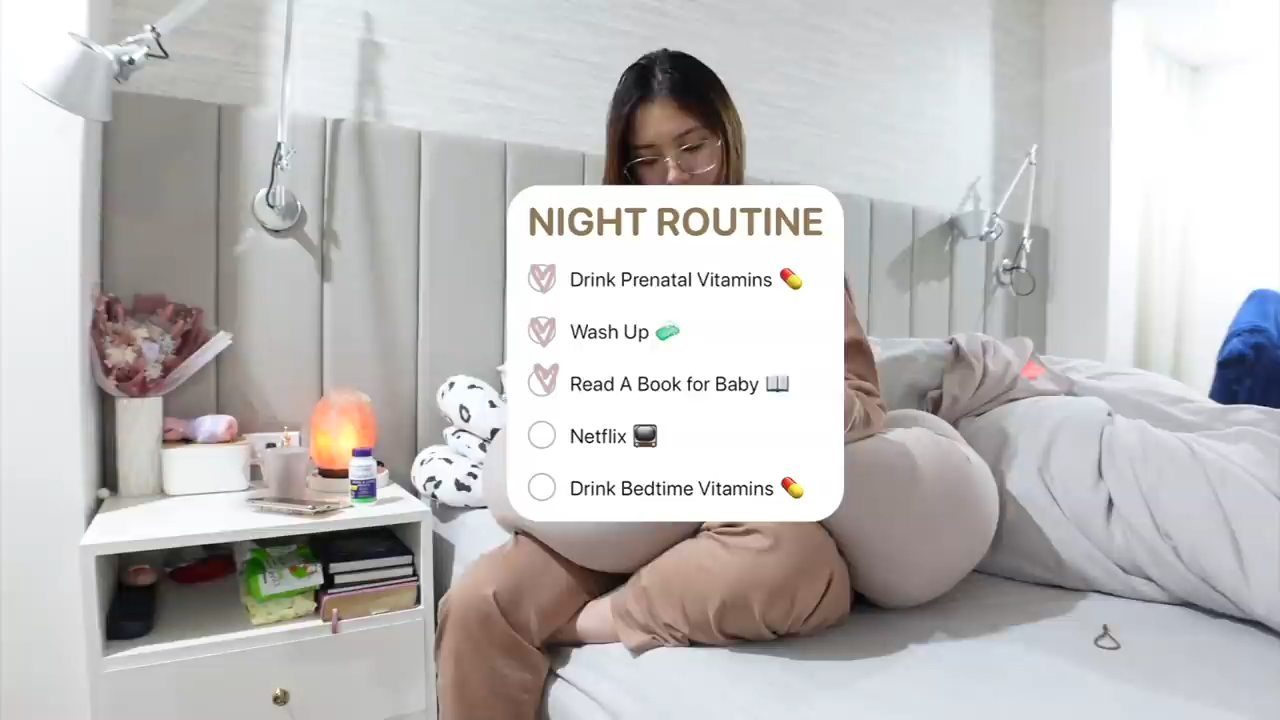 NIGHT ROUTINE
Drink Prenatal Vitamins 💊
Wash Up 🧼
Read A Book for Baby 📖
Netflix 📺
Drink Bedtime Vitamins 💊